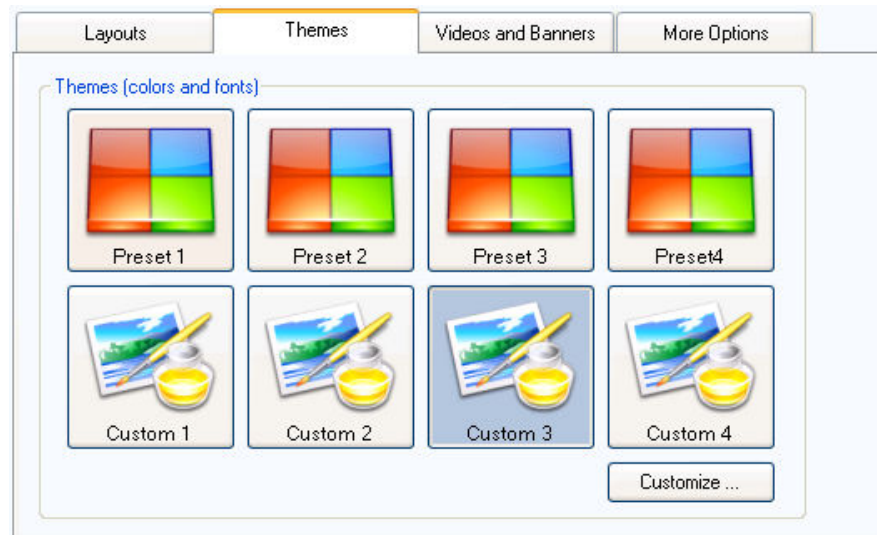 Layouts Themes Videos and Banners More Options
Themes (colors and fonts)
Preset 1 Preset 2 Preset 3 Preset4
Custom 1 Custom 2 Custom 3 Custom 4
Customize ...